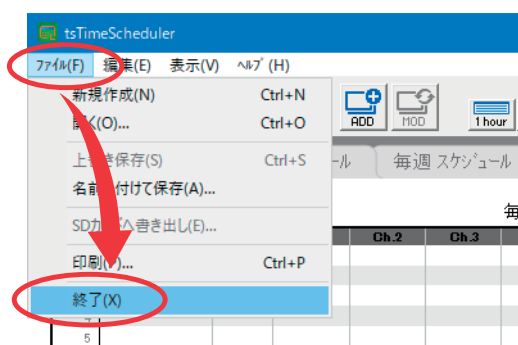 tsTimeScheduler
ファイル(F) 編集(E) 表示(V) ヘルプ(H)
新規作成(N) Ctrl+N
開く(O)... Ctrl+O
上書き保存(S) Ctrl+S
名前を付けて保存(A)...
SDカードへ書き出し(E)...
印刷(P)... Ctrl+P
終了(X)
ADD MOD 1 hour
ール 毎週 スケジュール
毎
Ch.2 Ch.3
5